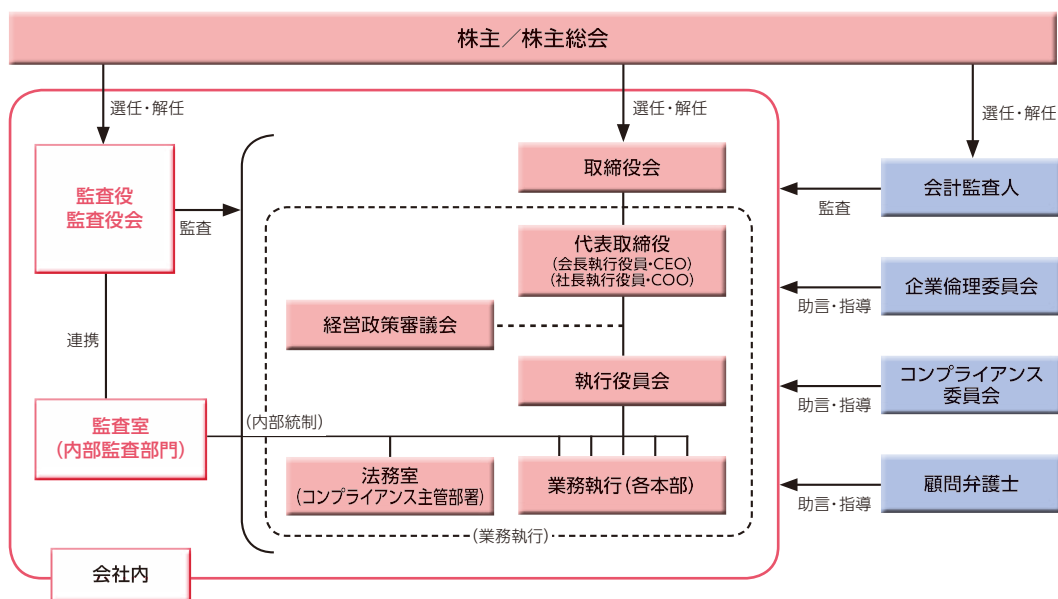 株主／株主総会
選任・解任
選任・解任
選任・解任
監査役
監査役会
監査
取締役会
会計監査人
監査
代表取締役
(会長執行役員・CEO)
(社長執行役員・COO)
企業倫理委員会
助言・指導
経営政策審議会
連携
執行役員会
コンプライアンス
委員会
助言・指導
監査室
(内部監査部門)
(内部統制)
法務室
(コンプライアンス主管部署)
業務執行(各本部)
顧問弁護士
助言・指導
(業務執行)
会社内